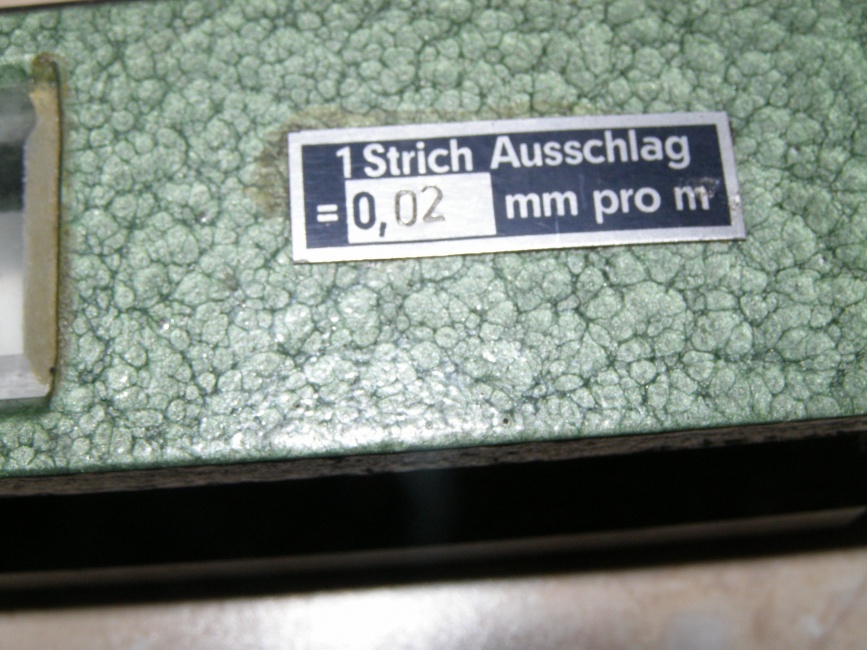 1 Strich Ausschlag
= 0,02 mm pro m